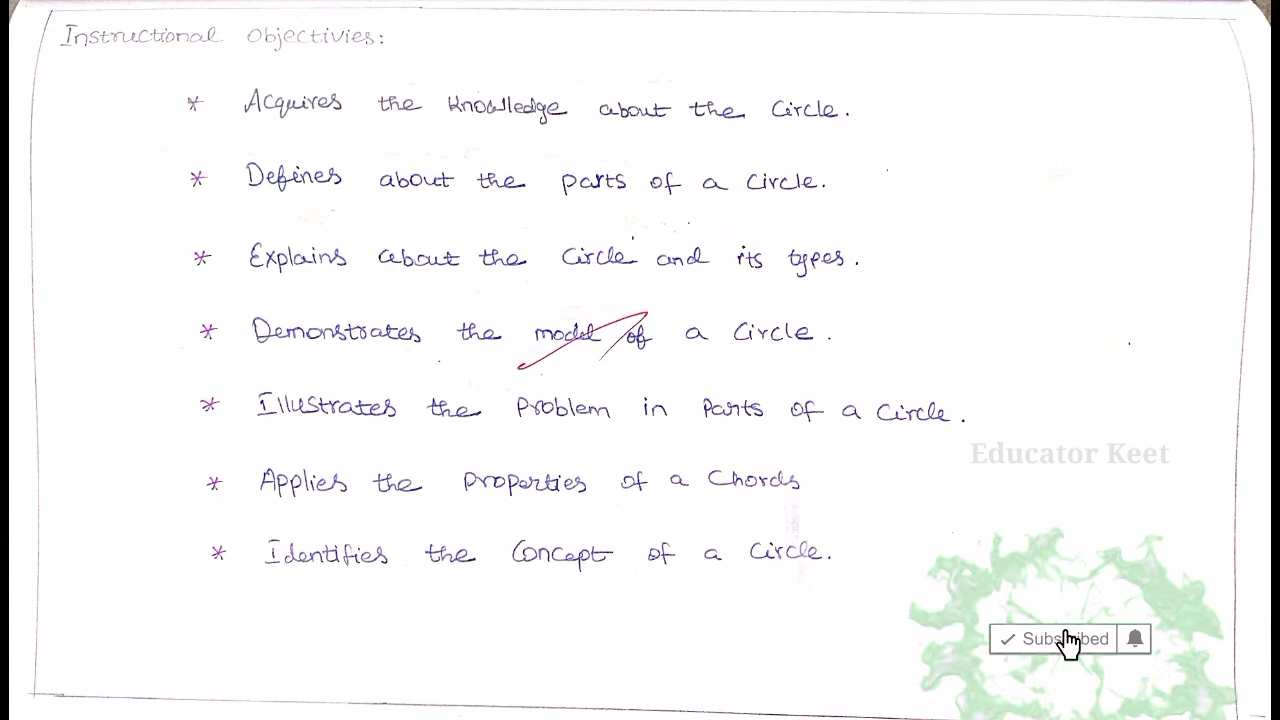 Instructional Objectivies:
* Acquires the Knowledge about the Circle.
* Defines about the parts of a Circle.
* Explains about the Circle and its types.
* Demonstrates the model of a Circle.
* Illustrates the Problem in Parts of a Circle.
Educator Keet
* Applies the Properties of a Chords
* Identifies the Concept of a Circle.
Subscribed